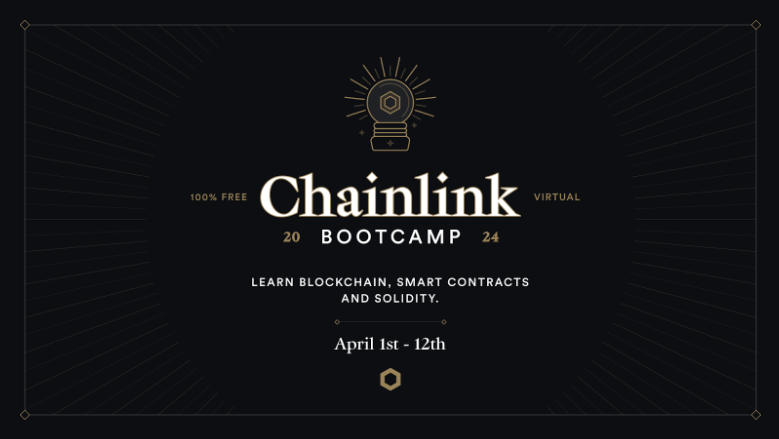 100% FREE Chainlink VIRTUAL
20 BOOTCAMP 24
LEARN BLOCKCHAIN, SMART CONTRACTS
AND SOLIDITY.
April 1st - 12th